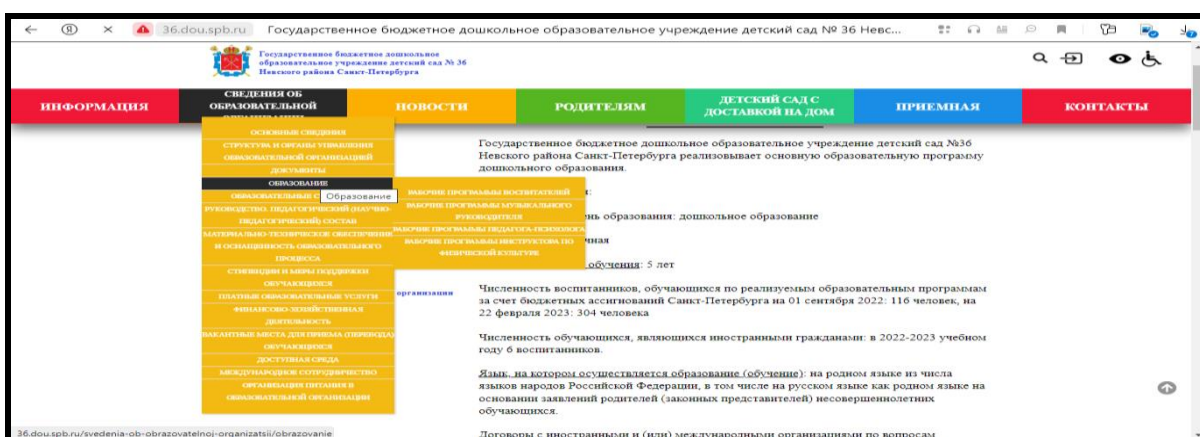 36.dou.spb.ru Государственное бюджетное дошкольное образовательное учреждение детский сад № 36 Невс...
Государственное бюджетное дошкольное
образовательное учреждение детский сад № 36
Невского района Санкт-Петербурга
ИНФОРМАЦИЯ
СВЕДЕНИЯ ОБ
ОБРАЗОВАТЕЛЬНОЙ
ОРГАНИЗАЦИИ
НОВОСТИ
РОДИТЕЛЯМ
ДЕТСКИЙ САД С
ДОСТАВКОЙ НА ДОМ
ПРИЕМНАЯ
КОНТАКТЫ
ОСНОВНЫЕ СВЕДЕНИЯ
СТРУКТУРА И ОРГАНЫ УПРАВЛЕНИЯ
ОБРАЗОВАТЕЛЬНОЙ ОРГАНИЗАЦИЕЙ
ДОКУМЕНТЫ
ОБРАЗОВАНИЕ
ОБРАЗОВАТЕЛЬНЫЕ С
Образование
РУКОВОДСТВО. ПЕДАГОГИЧЕСКИЙ (НАУЧНО-
ПЕДАГОГИЧЕСКИЙ) СОСТАВ
МАТЕРИАЛЬНО-ТЕХНИЧЕСКОЕ ОБЕСПЕЧЕНИЕ
И ОСНАЩЕННОСТЬ ОБРАЗОВАТЕЛЬНОГО
ПРОЦЕССА
СТИПЕНДИИ И МЕРЫ ПОДДЕРЖКИ
ОБУЧАЮЩИХСЯ
ПЛАТНЫЕ ОБРАЗОВАТЕЛЬНЫЕ УСЛУГИ
ФИНАНСОВО-ХОЗЯЙСТВЕННАЯ
ДЕЯТЕЛЬНОСТЬ
ВАКАНТНЫЕ МЕСТА ДЛЯ ПРИЕМА (ПЕРЕВОДА)
ОБУЧАЮЩИХСЯ
ДОСТУПНАЯ СРЕДА
МЕЖДУНАРОДНОЕ СОТРУДНИЧЕСТВО
ОРГАНИЗАЦИЯ ПИТАНИЯ В
ОБРАЗОВАТЕЛЬНОЙ ОРГАНИЗАЦИИ
РАБОЧИЕ ПРОГРАММЫ ВОСПИТАТЕЛЕЙ
РАБОЧИЕ ПРОГРАММЫ МУЗЫКАЛЬНОГО
РУКОВОДИТЕЛЯ
РАБОЧИЕ ПРОГРАММЫ ПЕДАГОГА-ПСИХОЛОГА
РАБОЧИЕ ПРОГРАММЫ ИНСТРУКТОРА ПО
ФИЗИЧЕСКОЙ КУЛЬТУРЕ
организации
Государственное бюджетное дошкольное образовательное учреждение детский сад №36
Невского района Санкт-Петербурга реализовывает основную образовательную программу
дошкольного образования.
нь образования: дошкольное образование
чная
обучения: 5 лет
Численность воспитанников, обучающихся по реализуемым образовательным программам
за счет бюджетных ассигнований Санкт-Петербурга на 01 сентября 2022: 116 человек, на
22 февраля 2023: 304 человека
Численность обучающихся, являющихся иностранными гражданами: в 2022-2023 учебном
году 6 воспитанников.
Язык, на котором осуществляется образование (обучение): на родном языке из числа
языков народов Российской Федерации, в том числе на русском языке как родном языке на
основании заявлений родителей (законных представителей) несовершеннолетних
обучающихся.
Договоры с иностранными и (или) международными организациями по вопросам
36.dou.spb.ru/svedenia-ob-obrazovatelnoj-organizatsii/obrazovanie